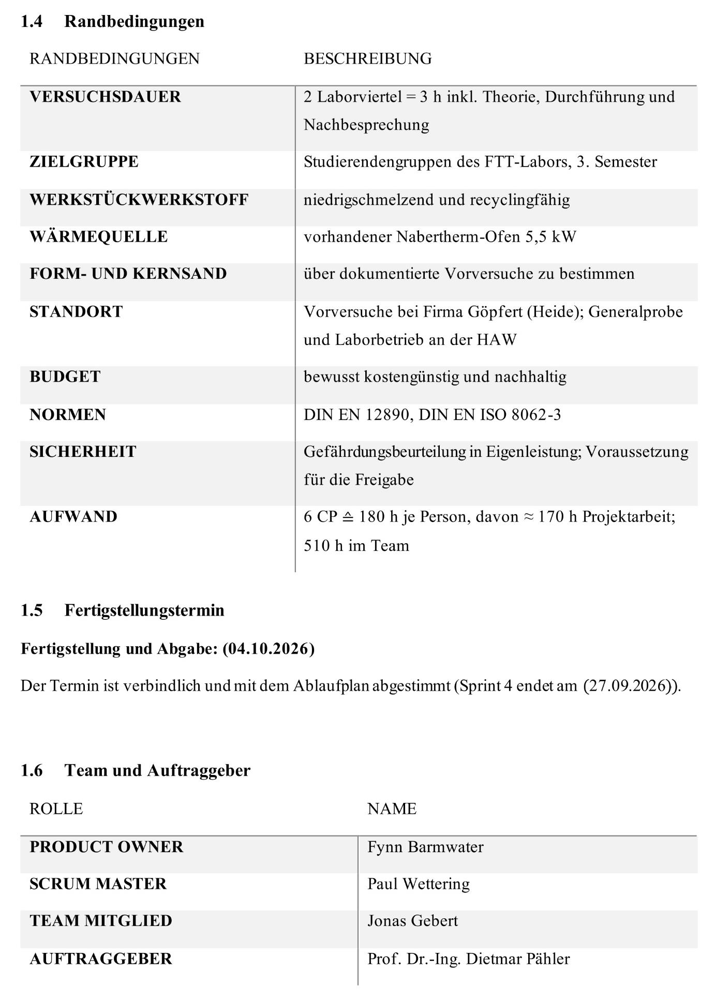 1.4 Randbedingungen
RANDBEDINGUNGEN BESCHREIBUNG
VERSUCHSDAUER 2 Laborviertel = 3 h inkl. Theorie, Durchführung und
Nachbesprechung
ZIELGRUPPE Studierendengruppen des FTT-Labors, 3. Semester
WERKSTÜCKWERKSTOFF niedrigschmelzend und recyclingfähig
WÄRMEQUELLE vorhandener Nabertherm-Ofen 5,5 kW
FORM- UND KERNSAND über dokumentierte Vorversuche zu bestimmen
STANDORT Vorversuche bei Firma Göpfert (Heide); Generalprobe
und Laborbetrieb an der HAW
BUDGET bewusst kostengünstig und nachhaltig
NORMEN DIN EN 12890, DIN EN ISO 8062-3
SICHERHEIT Gefährdungsbeurteilung in Eigenleistung; Voraussetzung
für die Freigabe
AUFWAND 6 CP ≙ 180 h je Person, davon ≈ 170 h Projektarbeit;
510 h im Team
1.5 Fertigstellungstermin
Fertigstellung und Abgabe: (04.10.2026)
Der Termin ist verbindlich und mit dem Ablaufplan abgestimmt (Sprint 4 endet am (27.09.2026)).
1.6 Team und Auftraggeber
ROLLE NAME
PRODUCT OWNER Fynn Barmwater
SCRUM MASTER Paul Wettering
TEAM MITGLIED Jonas Gebert
AUFTRAGGEBER Prof. Dr.-Ing. Dietmar Pähler